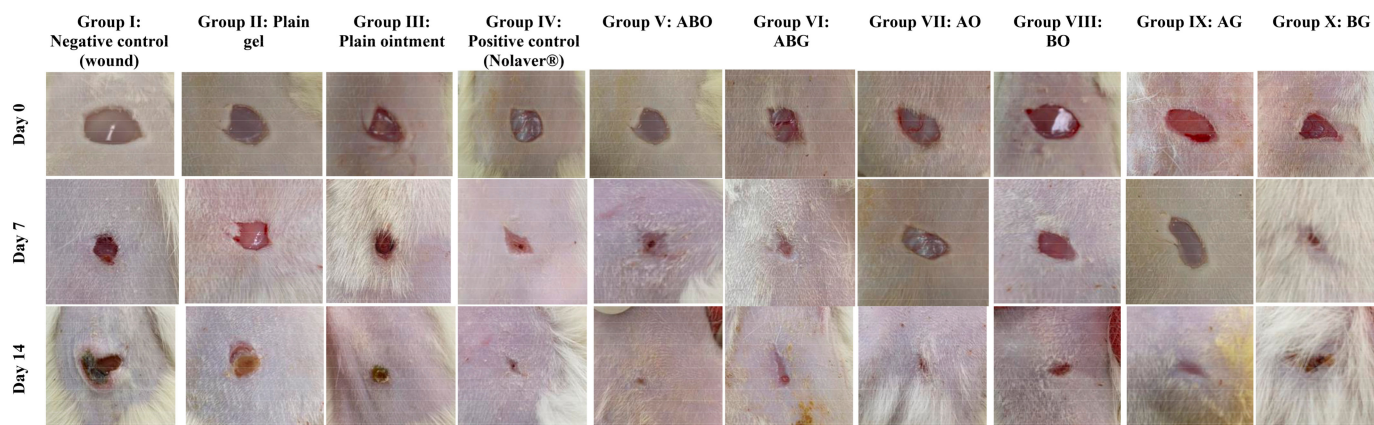 Group I:
Negative control
(wound)
Group II: Plain
gel
Group III:
Plain ointment
Group IV:
Positive control
(Nolaver®)
Group V: ABO
Group VI:
ABG
Group VII: AO
Group VIII:
BO
Group IX: AG
Group X: BG
Day 0
Day 7
Day 14